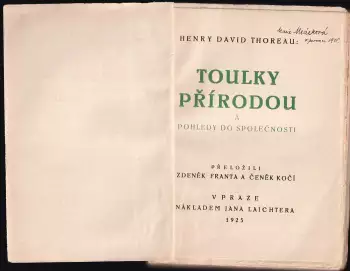 HENRY DAVID THOREAU:
TOULKY
PŘÍRODOU
A
POHLEDY DO SPOLEČNOSTI
PŘELOŽILI
ZDENĚK FRANTA A ČENĚK KOČÍ
V PRAZE
NÁKLADEM JANA LAICHTERA
1925